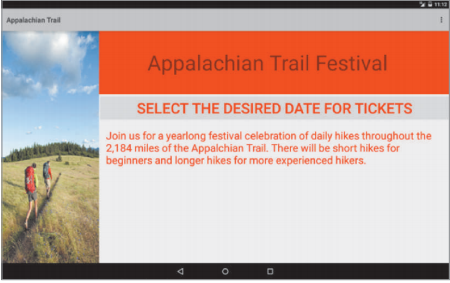 11:12
Appalachian Trail
Appalachian Trail Festival
SELECT THE DESIRED DATE FOR TICKETS
Join us for a yearlong festival celebration of daily hikes throughout the
2,184 miles of the Appalchian Trail. There will be short hikes for
beginners and longer hikes for more experienced hikers.